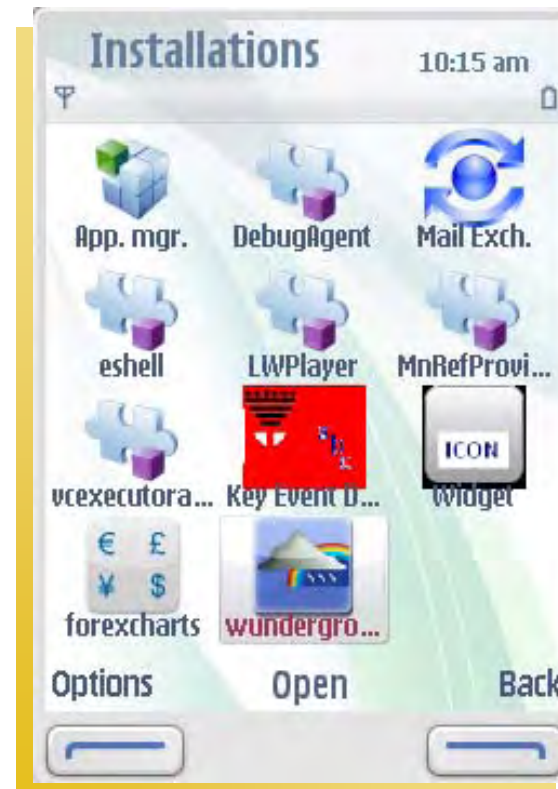 Installations
10:15 am
App. mgr. DebugAgent Mail Exch.
eshell LWPlayer MnRefProvi...
ICON
vcexecutora... Key Event D... Widget
€ £
¥ $
forexcharts wundergro...
Options Open Back